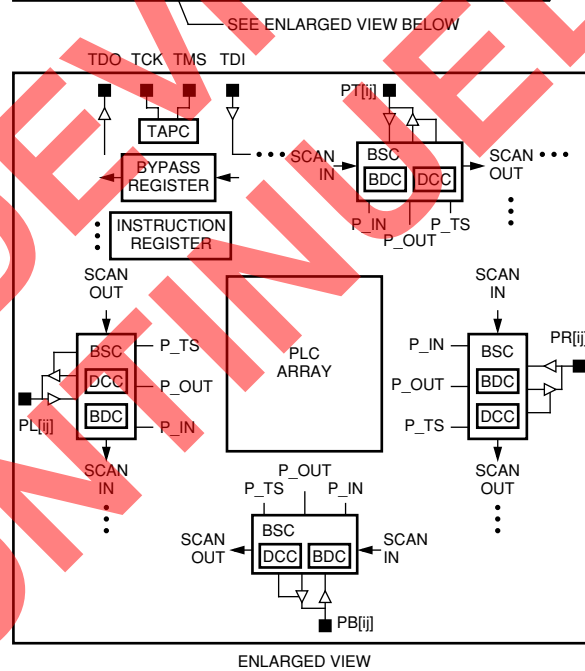 SEE ENLARGED VIEW BELOW
TDO TCK TMS TDI
PT[ij]
TAPC
BYPASS
REGISTER
INSTRUCTION
REGISTER
SCAN
IN
BSC
BDC DCC
SCAN
OUT
P_IN
P_OUT
P_TS
SCAN
OUT
BSC
DCC
BDC
P_TS
P_OUT
P_IN
PL[ij]
SCAN
IN
PLC
ARRAY
SCAN
IN
P_IN
P_OUT
P_TS
BSC
BDC
DCC
PR[ij]
SCAN
OUT
P_OUT
P_TS
P_IN
BSC
DCC BDC
SCAN
OUT
SCAN
IN
PB[ij]
ENLARGED VIEW